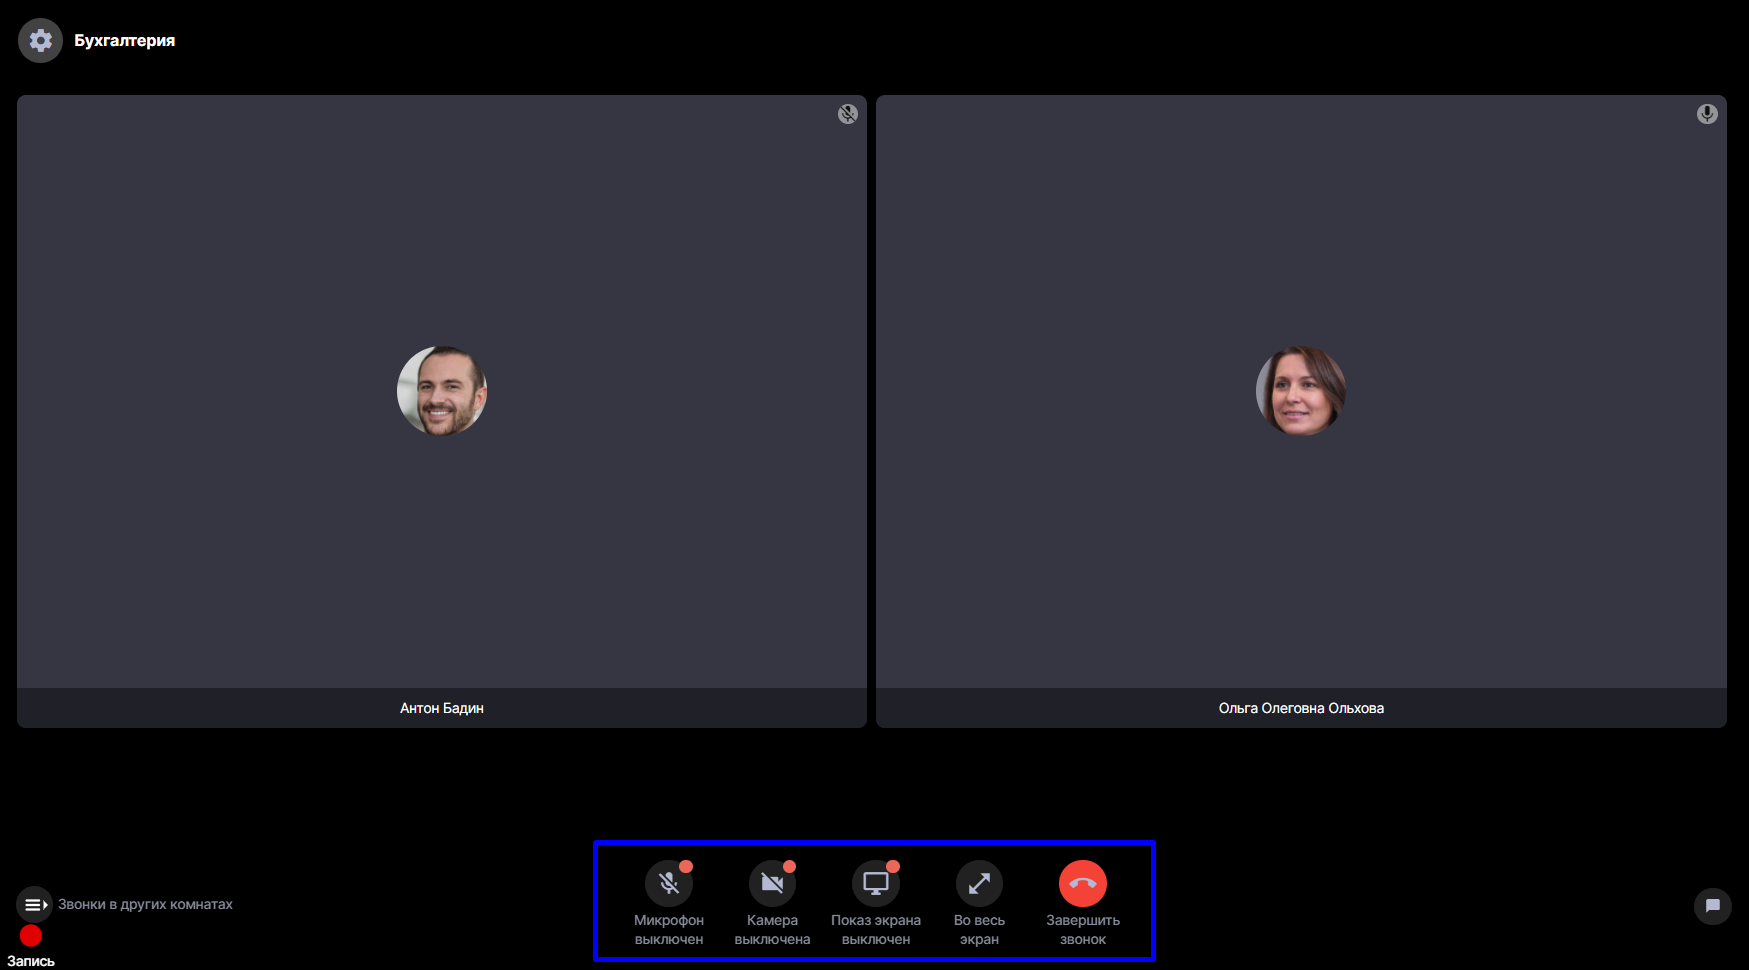 Бухгалтерия
Антон Бадин
Ольга Олеговна Ольхова
Микрофон
выключен
Камера
выключена
Показ экрана
выключен
Во весь
экран
Завершить
звонок
Звонки в других комнатах
Запись